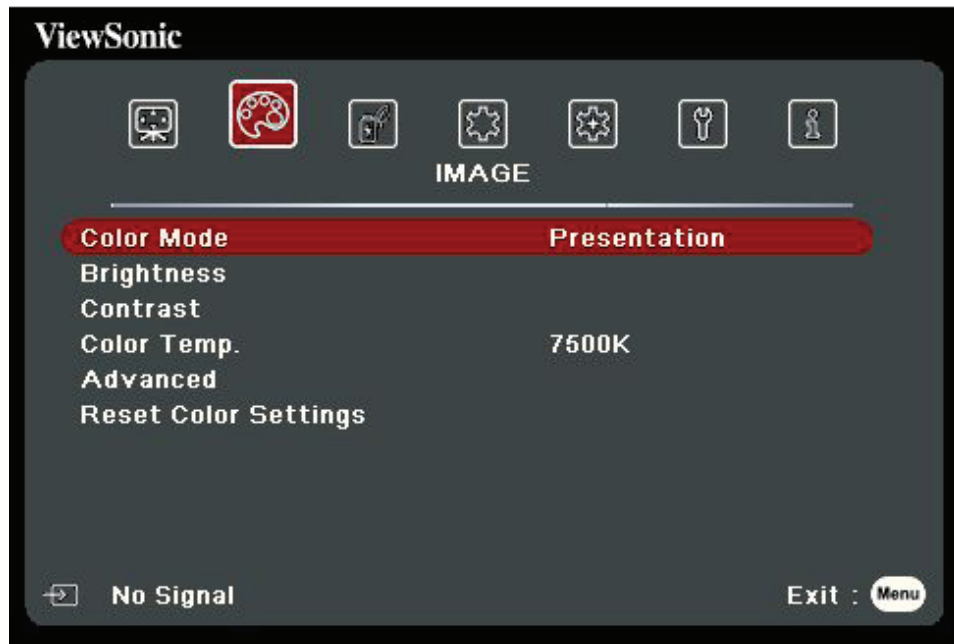 ViewSonic
IMAGE
Color Mode Presentation
Brightness
Contrast
Color Temp. 7500K
Advanced
Reset Color Settings
No Signal Exit : Menu